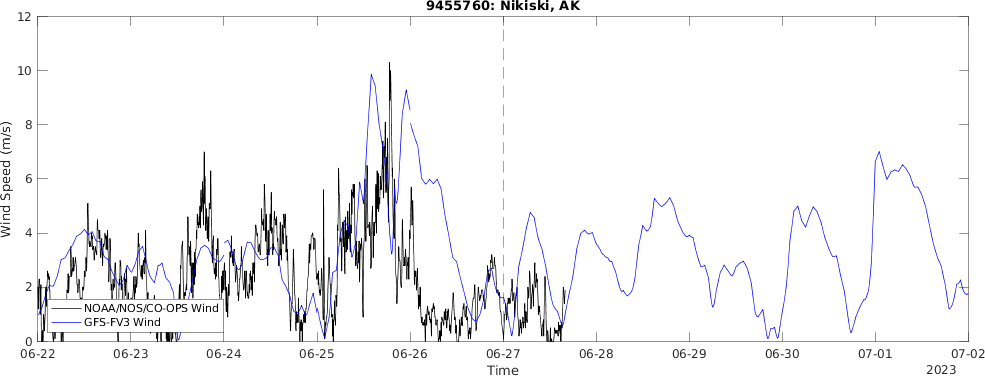 9455760: Nikiski, AK
Wind Speed (m/s)
12
10
8
6
4
2
0
NOAA/NOS/CO-OPS Wind
GFS-FV3 Wind
06-22 06-23 06-24 06-25 06-26 06-27 06-28 06-29 06-30 07-01 07-02
Time
2023